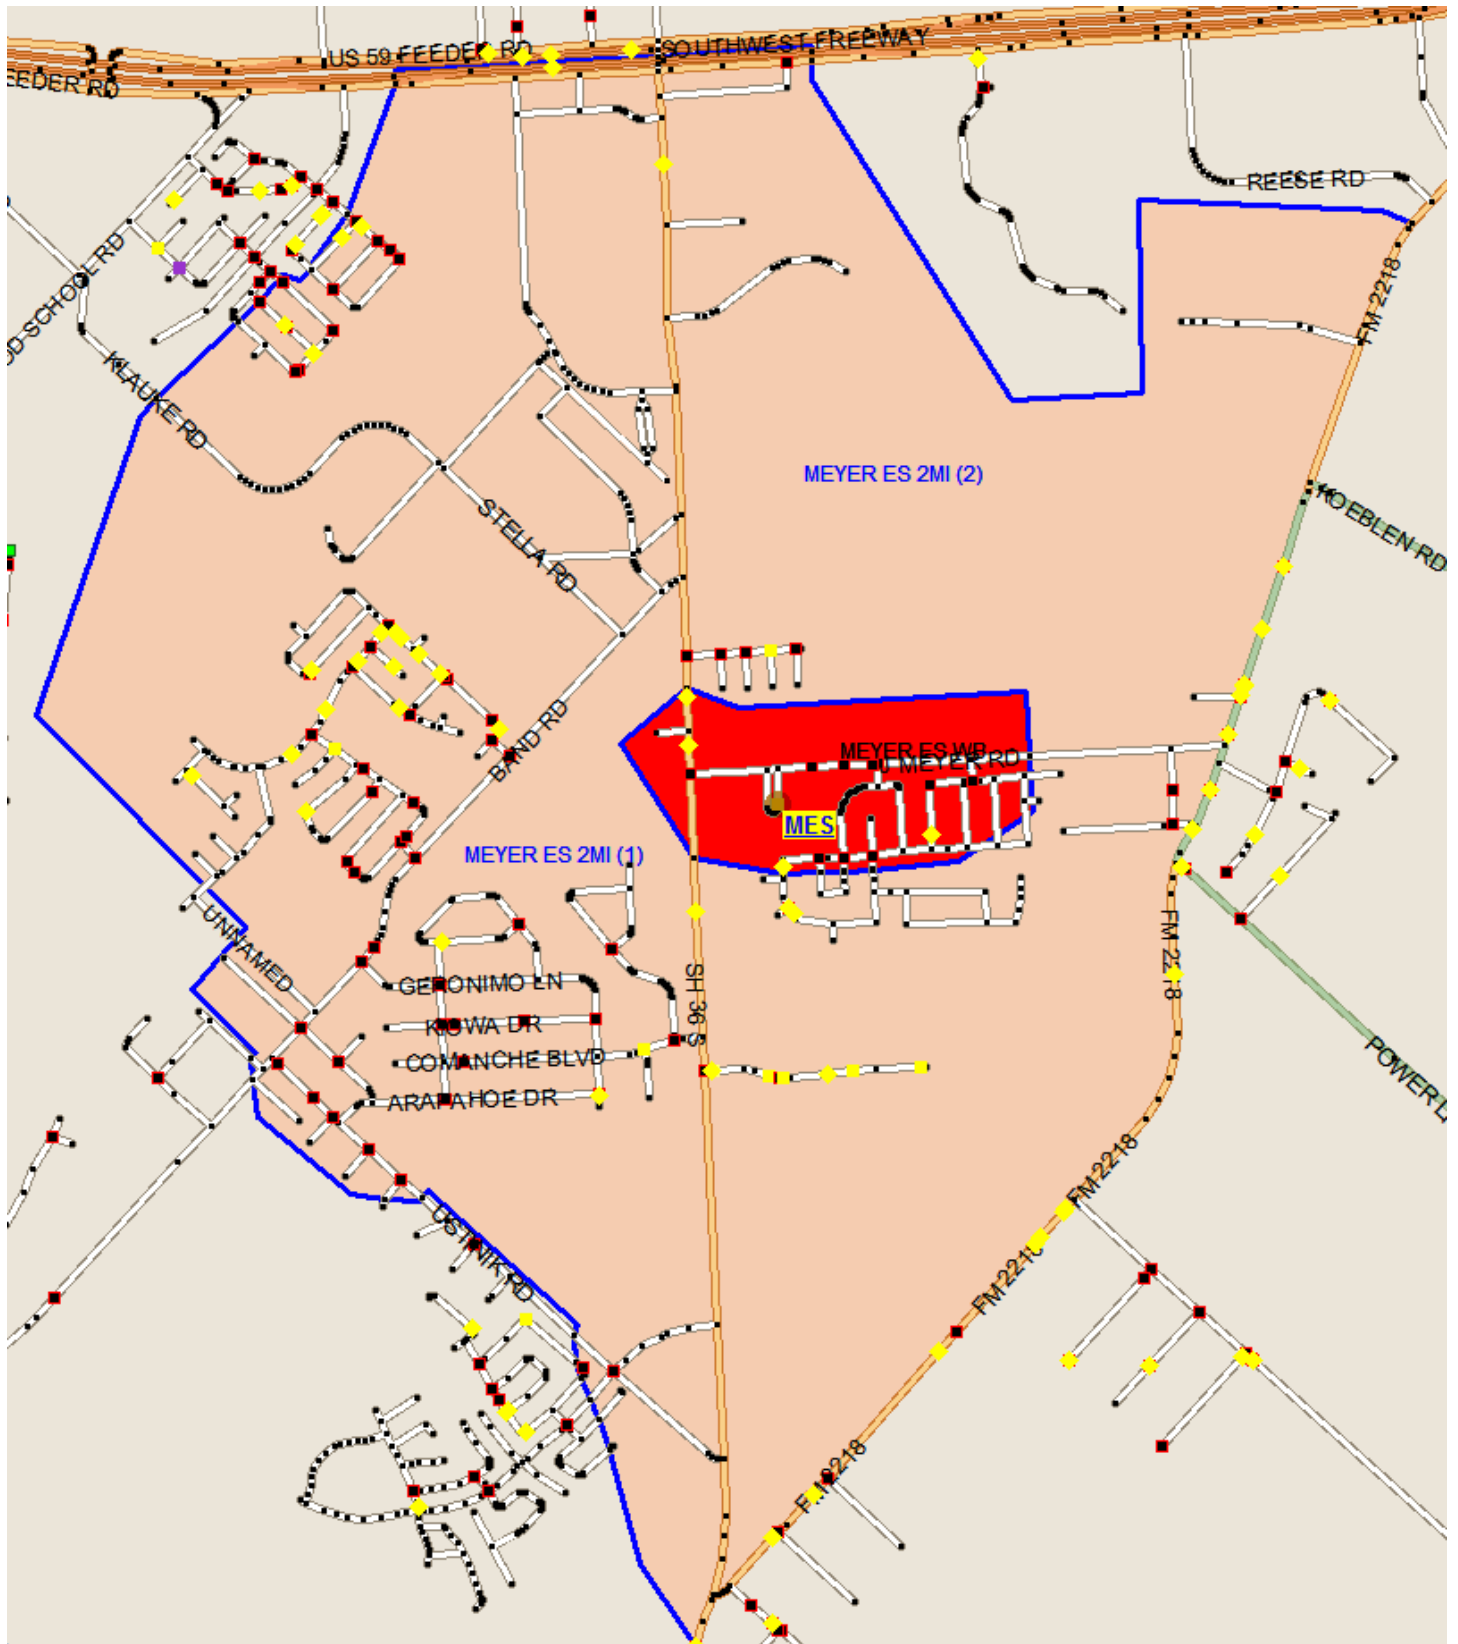 US 59 FEEDER RD
SOUTHWEST FREEWAY
EEDER RD
REESE RD
OD SCHOOL RD
FM 2218
KLAUKE RD
MEYER ES 2MI (2)
STELLA RD
KOEBLEN RD
BAND RD
MEYER ES WB
J MEYER RD
MES
MEYER ES 2MI (1)
UNNAMED
FM 2218
GERONIMO LN
SH 36 S
KIOWA DR
COMANCHE BLVD
ARAPAHOE DR
POWER L
FM 2218
USTINIK RD
FM 2218
FM 2218